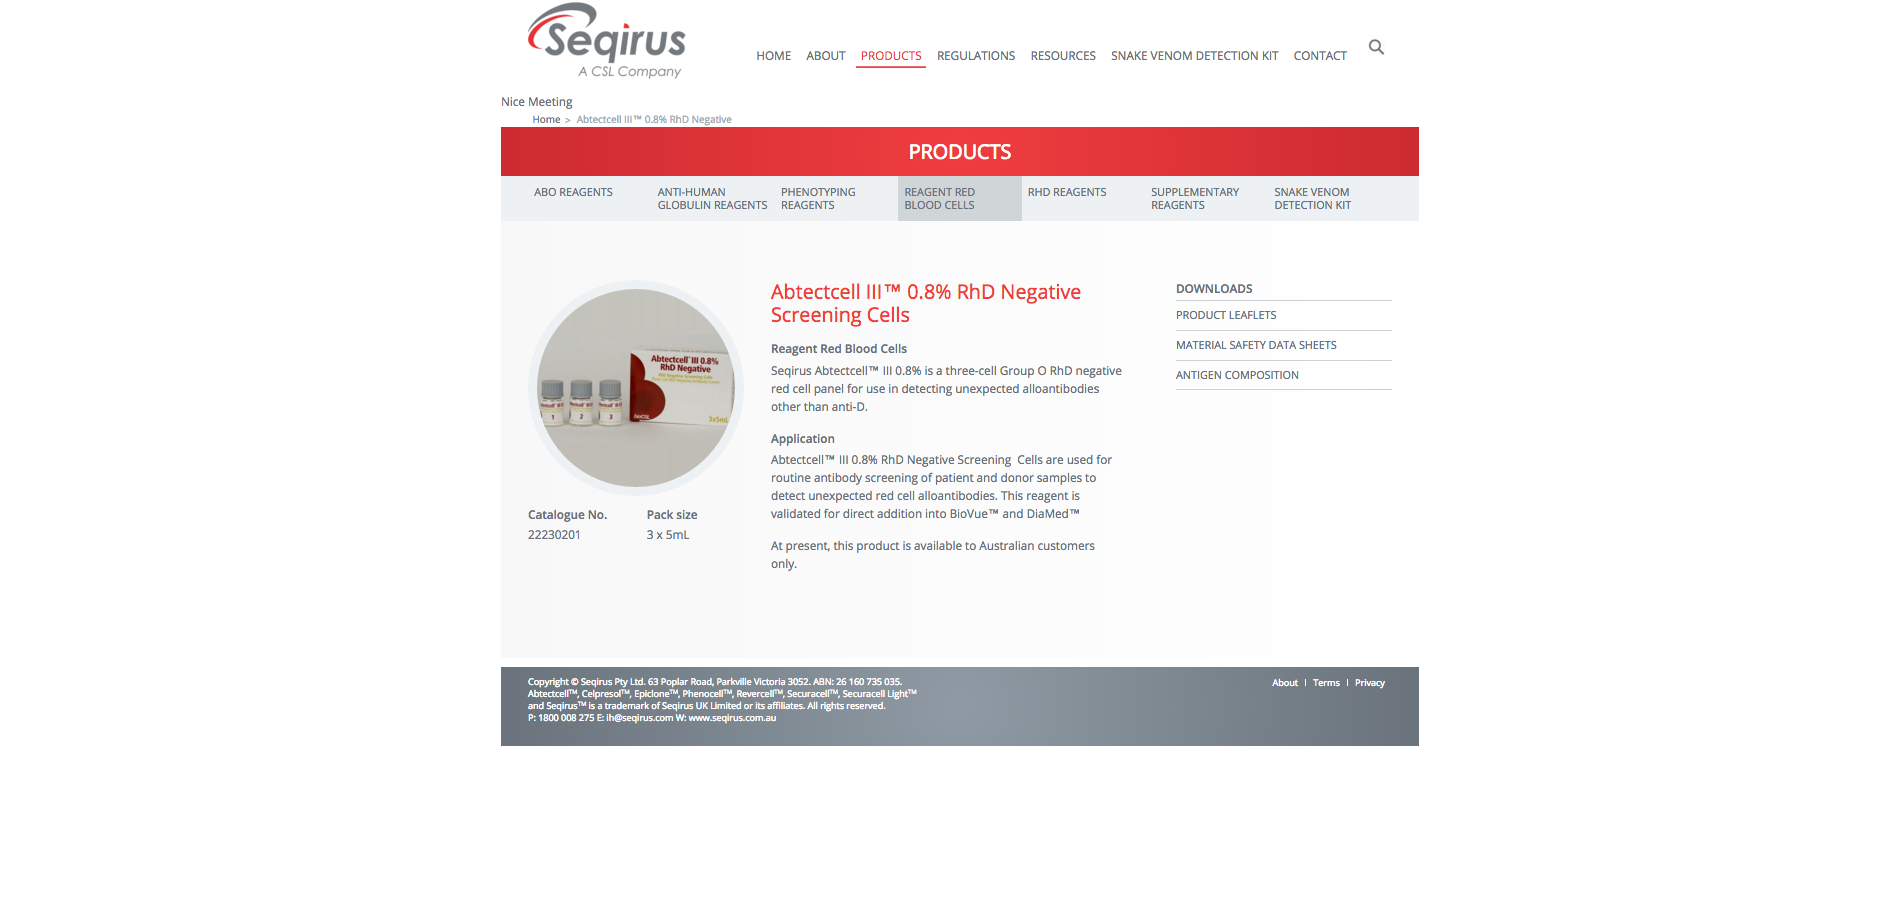 Seqirus
A CSL Company
HOME ABOUT PRODUCTS REGULATIONS RESOURCES SNAKE VENOM DETECTION KIT CONTACT
Nice Meeting
Home > Abtectcell III™ 0.8% RhD Negative
PRODUCTS
ABO REAGENTS
ANTI-HUMAN
GLOBULIN REAGENTS
PHENOTYPING
REAGENTS
REAGENT RED
BLOOD CELLS
RHD REAGENTS
SUPPLEMENTARY
REAGENTS
SNAKE VENOM
DETECTION KIT
Abtectcell III 0.8%
RhD Negative
1 2 3
3x5mL
Catalogue No. Pack size
22230201 3 x 5mL
Abtectcell III™ 0.8% RhD Negative
Screening Cells
Reagent Red Blood Cells
Seqirus Abtectcell™ III 0.8% is a three-cell Group O RhD negative
red cell panel for use in detecting unexpected alloantibodies
other than anti-D.
Application
Abtectcell™ III 0.8% RhD Negative Screening  Cells are used for
routine antibody screening of patient and donor samples to
detect unexpected red cell alloantibodies. This reagent is
validated for direct addition into BioVue™ and DiaMed™
At present, this product is available to Australian customers
only.
DOWNLOADS
PRODUCT LEAFLETS
MATERIAL SAFETY DATA SHEETS
ANTIGEN COMPOSITION
Copyright © Seqirus Pty Ltd. 63 Poplar Road, Parkville Victoria 3052. ABN: 26 160 735 035.
Abtectcell™, Celpresol™, Epiclone™, Phenocell™, Revercell™, Securacell™, Securacell Light™
and Seqirus™ is a trademark of Seqirus UK Limited or its affiliates. All rights reserved.
P: 1800 008 275 E: ih@seqirus.com W: www.seqirus.com.au
About | Terms | Privacy